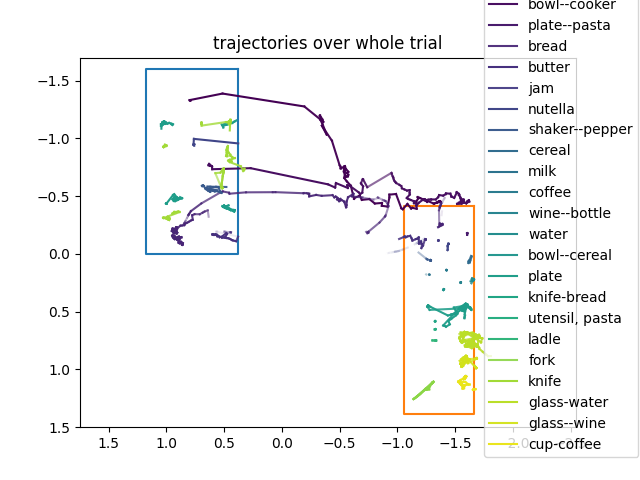 bowl--cooker
plate--pasta
trajectories over whole trial
bread
butter
jam
nutella
shaker--pepper
cereal
milk
coffee
wine--bottle
water
bowl--cereal
plate
knife-bread
utensil, pasta
ladle
fork
knife
glass-water
glass--wine
cup--coffee
−1.5
−1.0
−0.5
0.0
0.5
1.0
1.5
1.5
1.0
0.5
0.0
−0.5
−1.0
−1.5